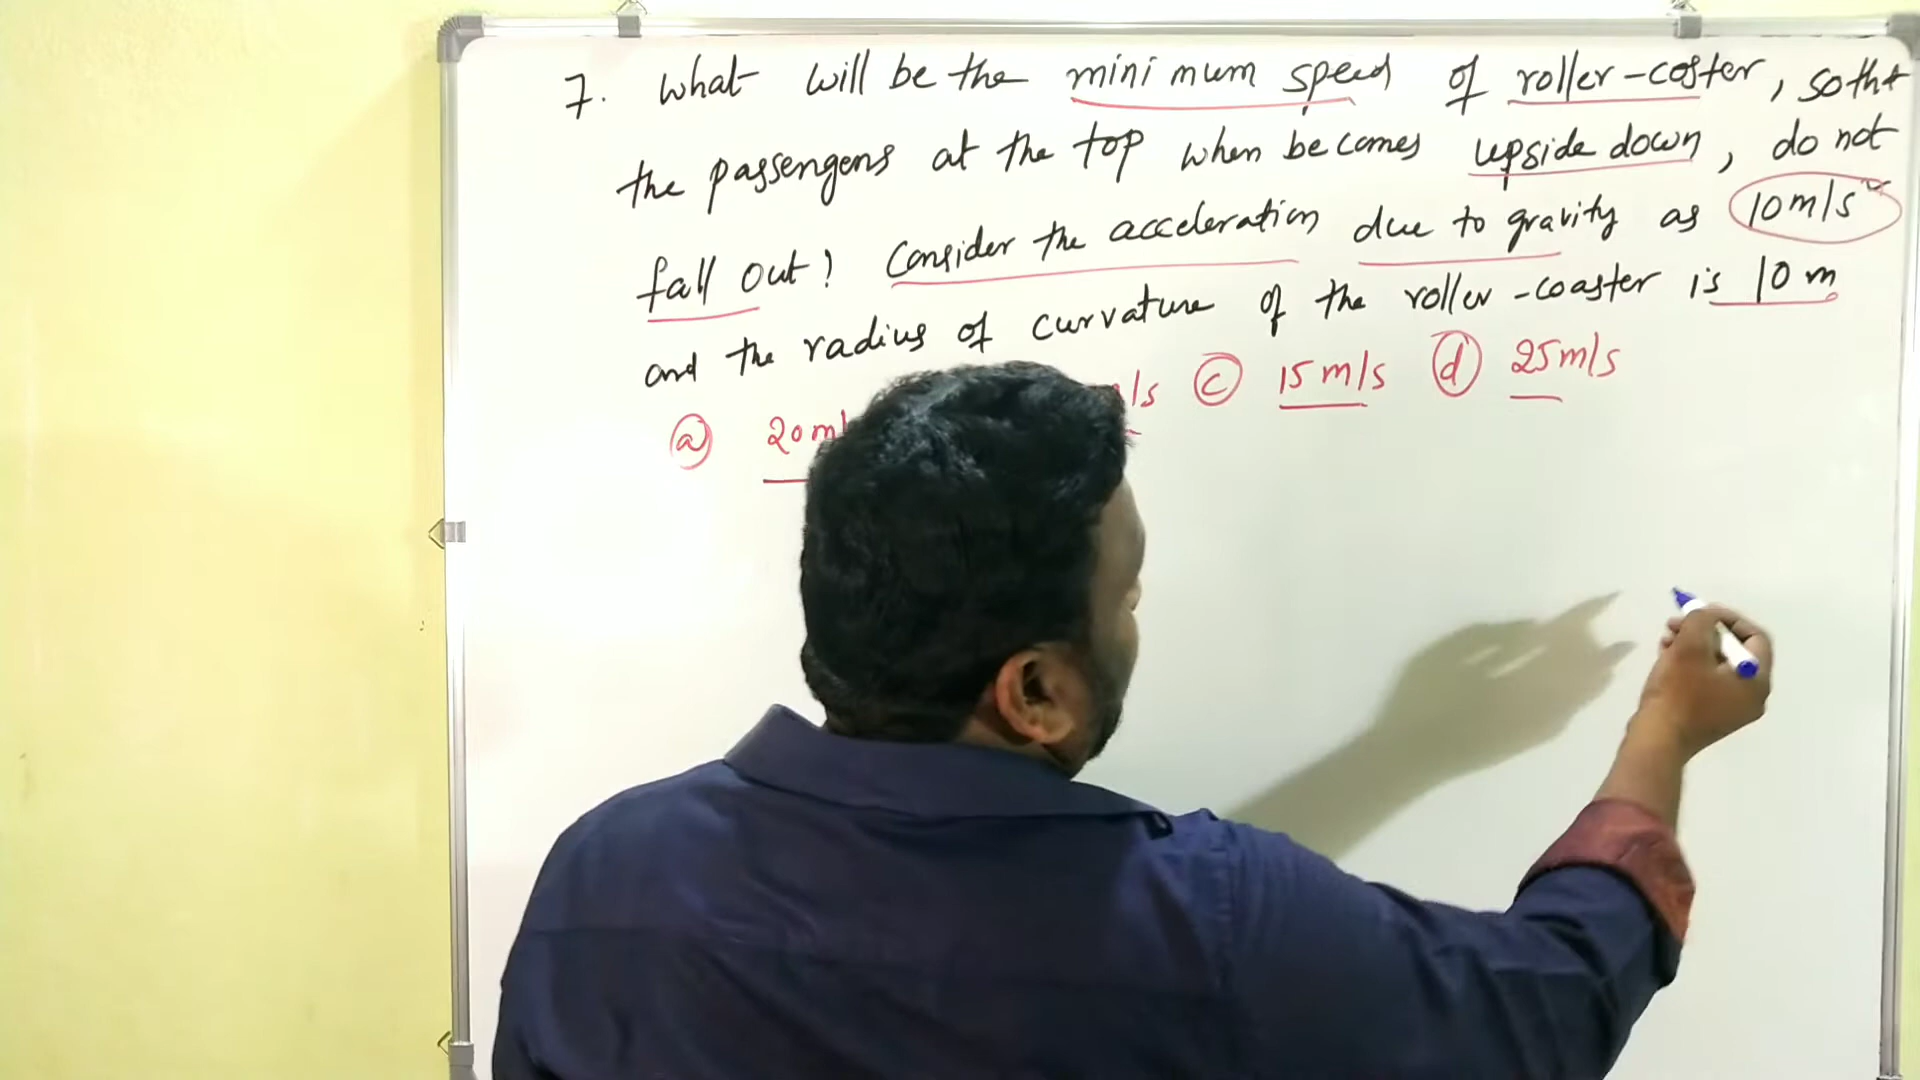 7. What will be the minimum speed of roller-coster, so tht
the passengens at the top when becomes upside down, do not
fall out? Consider the acceleration due to gravity as 10m/s²
and the radius of curvature of the roller-coaster is 10 m
ⓐ 20m/ /s ⓒ 15m/s ⓓ 25m/s